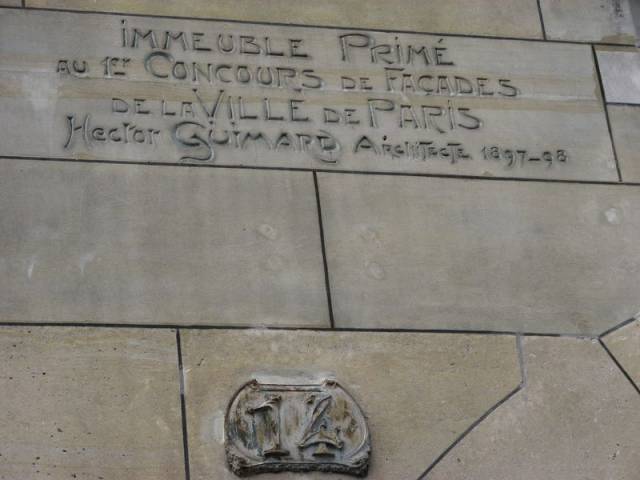 IMMEUBLE PRIMÉ
AU 1ER CONCOURS DE FAÇADES
DE LA VILLE DE PARIS
Hector GUIMARD ARCHITECTE 1897-98
14